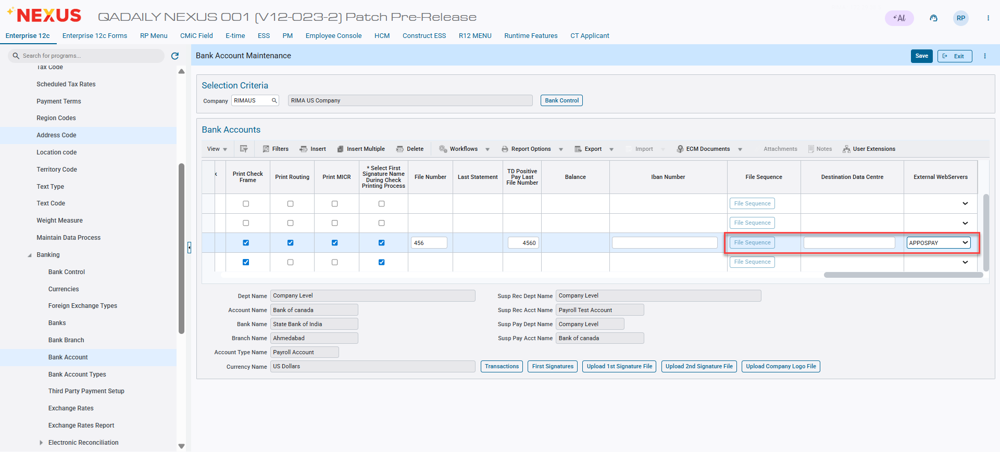 NEXUS
QADAILY NEXUS 001 (V12-023-2) Patch Pre-Release
AI
RP
Enterprise 12c Enterprise 12c Forms RP Menu CMiC Field E-time ESS PM Employee Console HCM Construct ESS R12 MENU Runtime Features CT Applicant
Search for programs...
Tax Code
Scheduled Tax Rates
Payment Terms
Region Codes
Address Code
Location code
Territory Code
Text Type
Text Code
Weight Measure
Maintain Data Process
Banking
Bank Control
Currencies
Foreign Exchange Types
Banks
Bank Branch
Bank Account
Bank Account Types
Third Party Payment Setup
Exchange Rates
Exchange Rates Report
Electronic Reconciliation
Bank Account Maintenance
Save Exit
Selection Criteria
Company RIMAUS RIMA US Company Bank Control
Bank Accounts
View Filters Insert Insert Multiple Delete Workflows Report Options Export Import ECM Documents Attachments Notes User Extensions
Print Check Frame
Print Routing
Print MICR
* Select First Signature Name During Check Printing Process
File Number
Last Statement
TD Positive Pay Last File Number
Balance
Iban Number
File Sequence
Destination Data Centre
External WebServers
File Sequence
File Sequence
456 4560 File Sequence APPOSPAY
File Sequence
Dept Name Company Level Susp Rec Dept Name Company Level
Account Name Bank of canada Susp Rec Acct Name Payroll Test Account
Bank Name State Bank of India Susp Pay Dept Name Company Level
Branch Name Ahmedabad Susp Pay Acct Name Bank of canada
Account Type Name Payroll Account
Currency Name US Dollars Transactions First Signatures Upload 1st Signature File Upload 2nd Signature File Upload Company Logo File